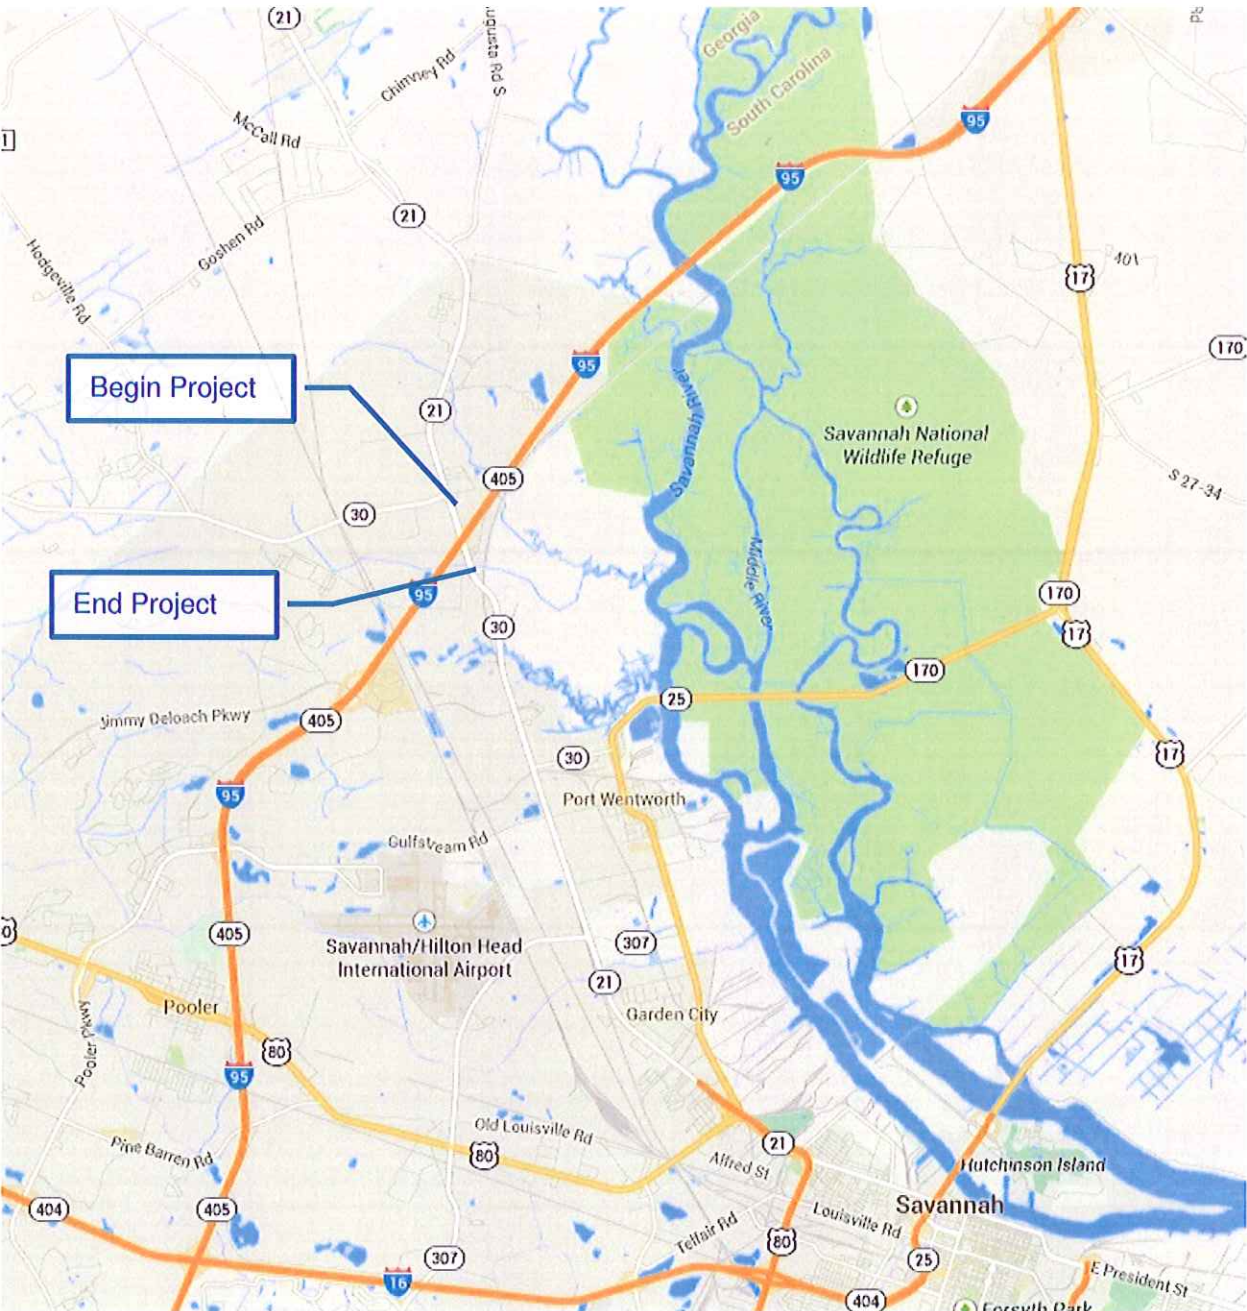 21
Georgia
South Carolina
Chimney Rd
ugusta Rd S
McCall Rd
95
1
95
21
Goshen Rd
Hodgeville Rd
401
17
170
95
Begin Project
21
Savannah River
Savannah National
Wildlife Refuge
405
S 27-34
30
Middle River
End Project
95
170
30
17
170
25
Jimmy Deloach Pkwy
405
17
30
95
Port Wentworth
Gulfstream Rd
405
0
307
Savannah/Hilton Head
International Airport
17
21
Pooler
Garden City
Pooler Pkwy
80
95
Old Louisville Rd
21
Pine Barren Rd
80
Alfred St
Hutchinson Island
404
405
Savannah
Louisville Rd
Telfair Rd
80
307
25
16
E President St
404
Forsyth Park